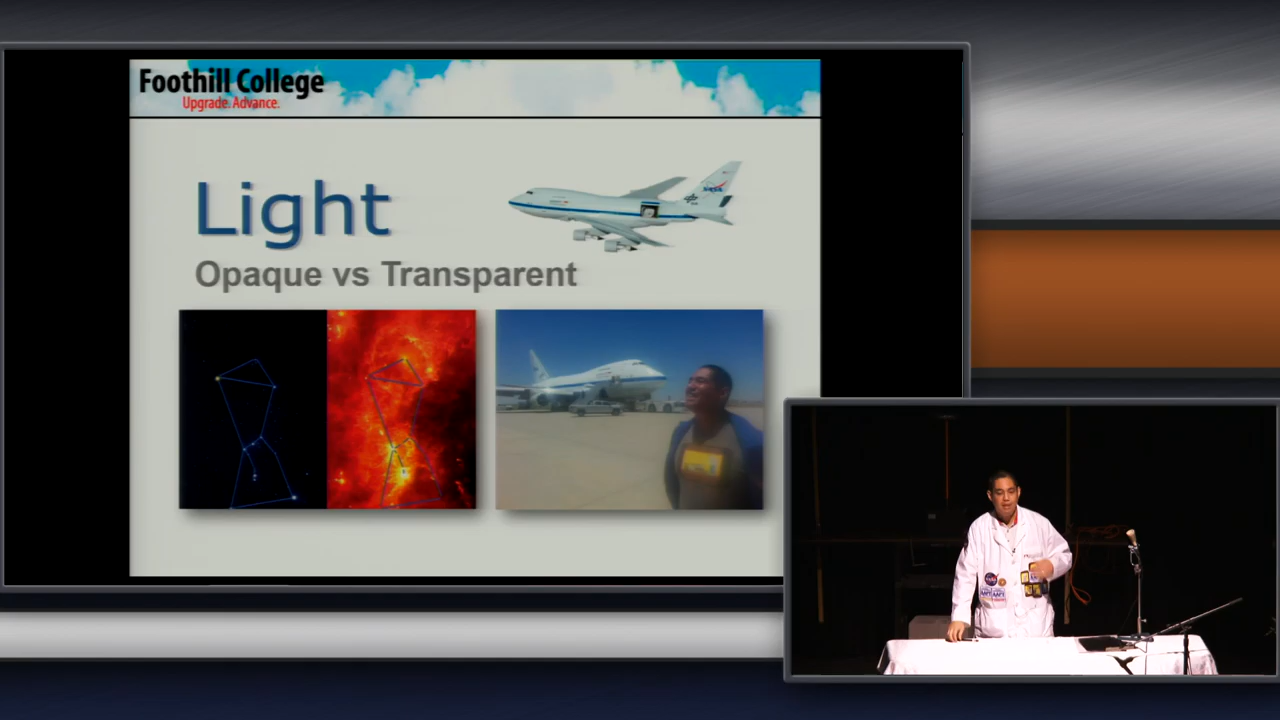 Foothill College
Upgrade. Advance.
NASA
Light
Opaque vs Transparent